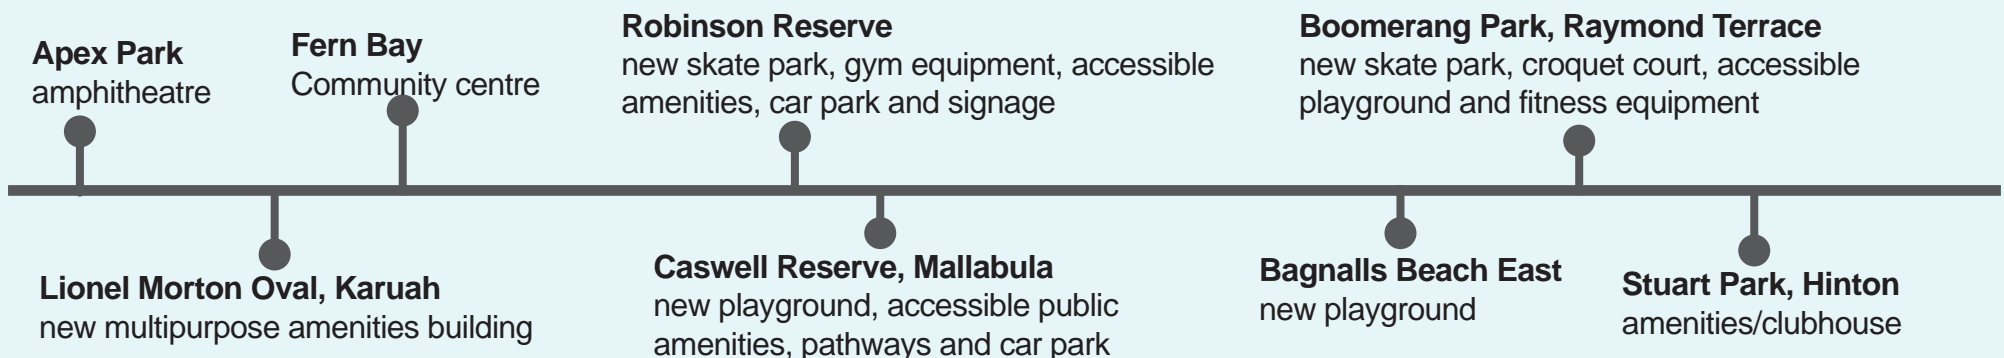 Apex Park
amphitheatre
Fern Bay
Community centre
Robinson Reserve
new skate park, gym equipment, accessible
amenities, car park and signage
Boomerang Park, Raymond Terrace
new skate park, croquet court, accessible
playground and fitness equipment
Lionel Morton Oval, Karuah
new multipurpose amenities building
Caswell Reserve, Mallabula
new playground, accessible public
amenities, pathways and car park
Bagnalls Beach East
new playground
Stuart Park, Hinton
amenities/clubhouse